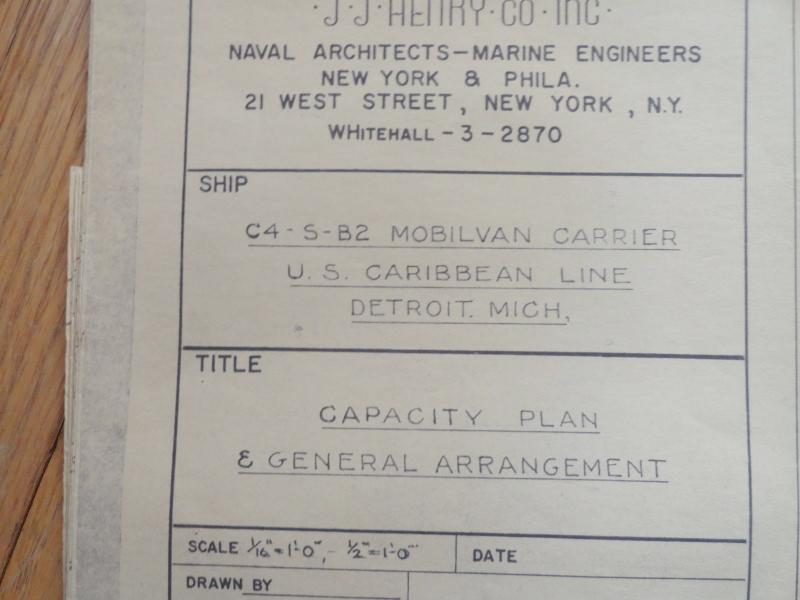 ·J·J·HENRY·CO·INC·
NAVAL ARCHITECTS-MARINE ENGINEERS
NEW YORK & PHILA.
21 WEST STREET, NEW YORK, N.Y.
WHITEHALL-3-2870
SHIP
C4-S-B2 MOBILVAN CARRIER
U.S. CARIBBEAN LINE
DETROIT. MICH,
TITLE
CAPACITY PLAN
& GENERAL ARRANGEMENT
SCALE 1/16"=1'-0", - 1/2"=1'-0"
DATE
DRAWN BY